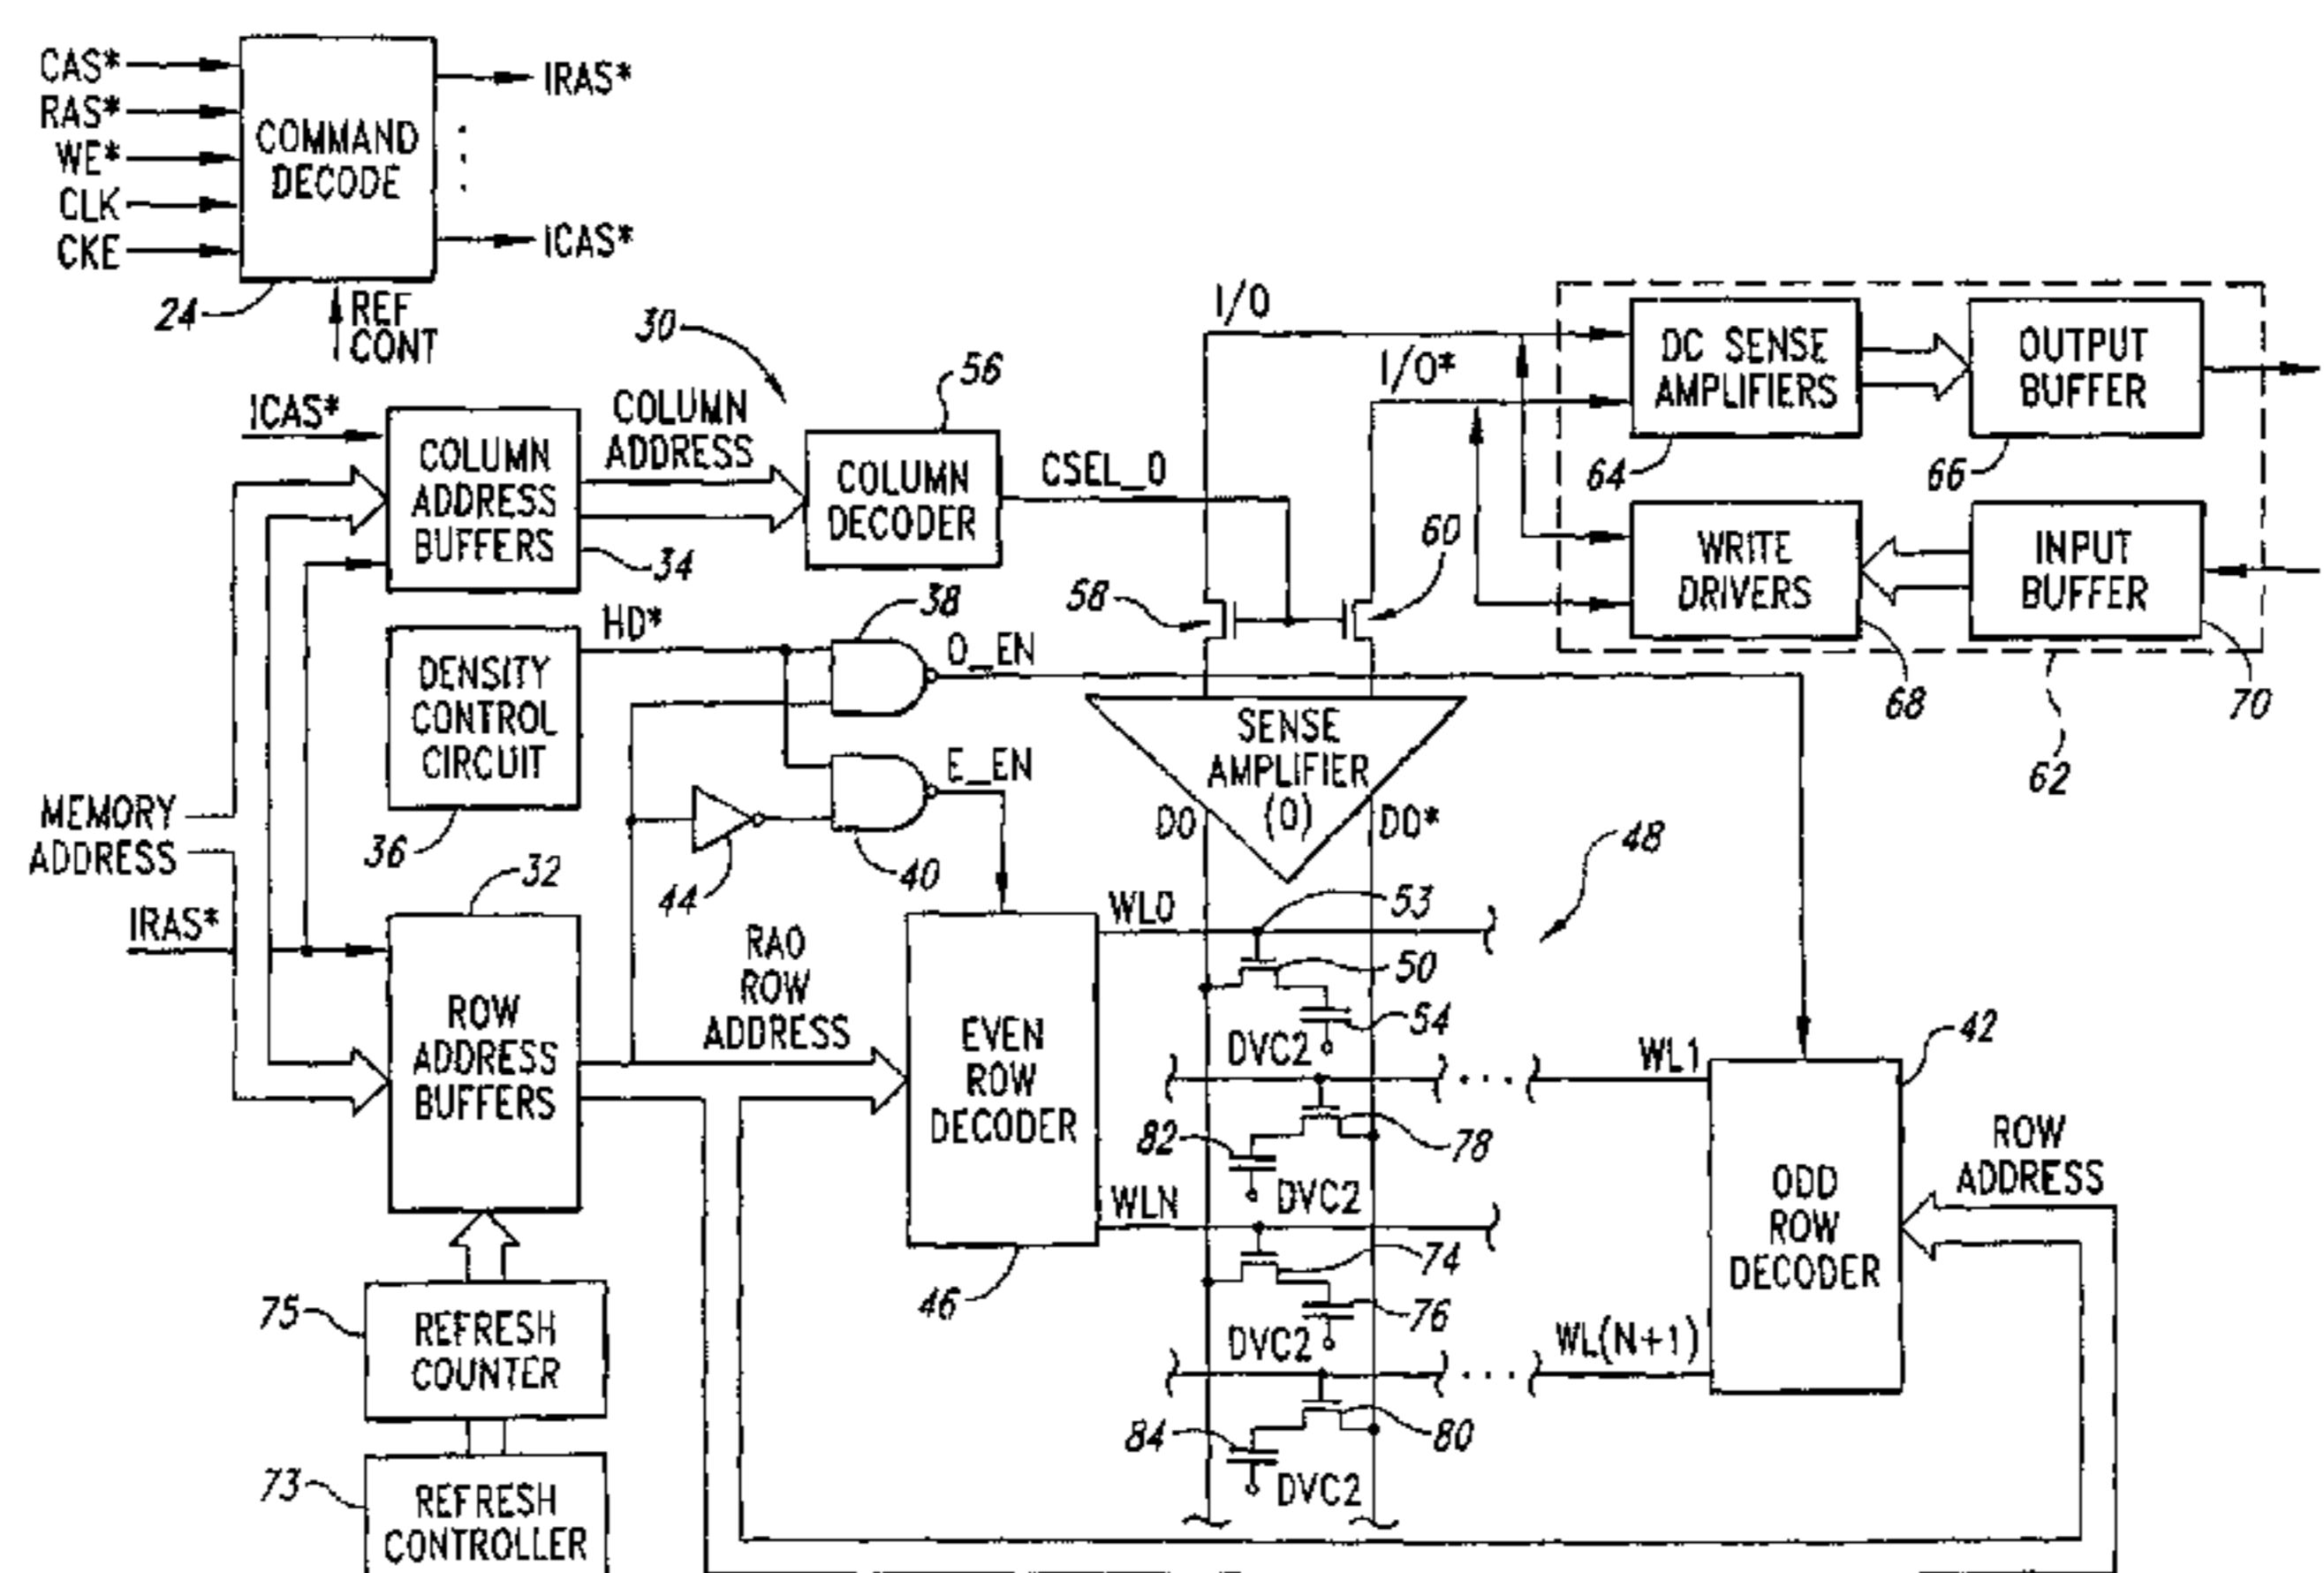 CAS*
RAS*
WE*
CLK
CKE
COMMAND
DECODE
IRAS*
ICAS*
24
REF
CONT
30
ICAS*
COLUMN
ADDRESS
BUFFERS
34
COLUMN
ADDRESS
56
COLUMN
DECODER
CSEL_0
I/O
I/O*
DC SENSE
AMPLIFIERS
64
OUTPUT
BUFFER
66
WRITE
DRIVERS
68
INPUT
BUFFER
70
62
58
60
HD*
38
O_EN
DENSITY
CONTROL
CIRCUIT
36
E_EN
40
44
SENSE
AMPLIFIER
(0)
DO
DO*
48
MEMORY
ADDRESS
IRAS*
32
ROW
ADDRESS
BUFFERS
RA0
ROW
ADDRESS
EVEN
ROW
DECODER
46
WL0
53
50
54
DVC2
WL1
42
78
82
DVC2
WLN
74
76
DVC2
WL(N+1)
80
84
DVC2
ODD
ROW
DECODER
ROW
ADDRESS
75
REFRESH
COUNTER
73
REFRESH
CONTROLLER